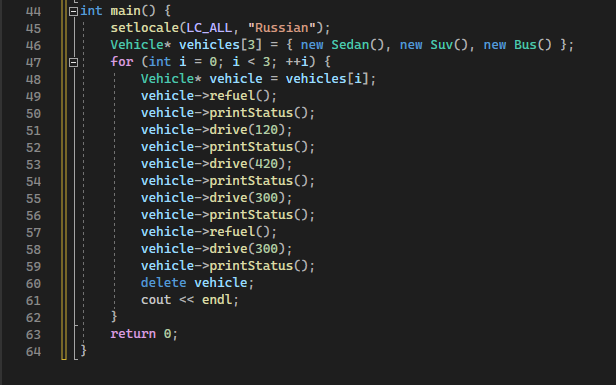 44 int main() {
45 setlocale(LC_ALL, "Russian");
46 Vehicle* vehicles[3] = { new Sedan(), new Suv(), new Bus() };
47 for (int i = 0; i < 3; ++i) {
48 Vehicle* vehicle = vehicles[i];
49 vehicle->refuel();
50 vehicle->printStatus();
51 vehicle->drive(120);
52 vehicle->printStatus();
53 vehicle->drive(420);
54 vehicle->printStatus();
55 vehicle->drive(300);
56 vehicle->printStatus();
57 vehicle->refuel();
58 vehicle->drive(300);
59 vehicle->printStatus();
60 delete vehicle;
61 cout << endl;
62 }
63 return 0;
64 }